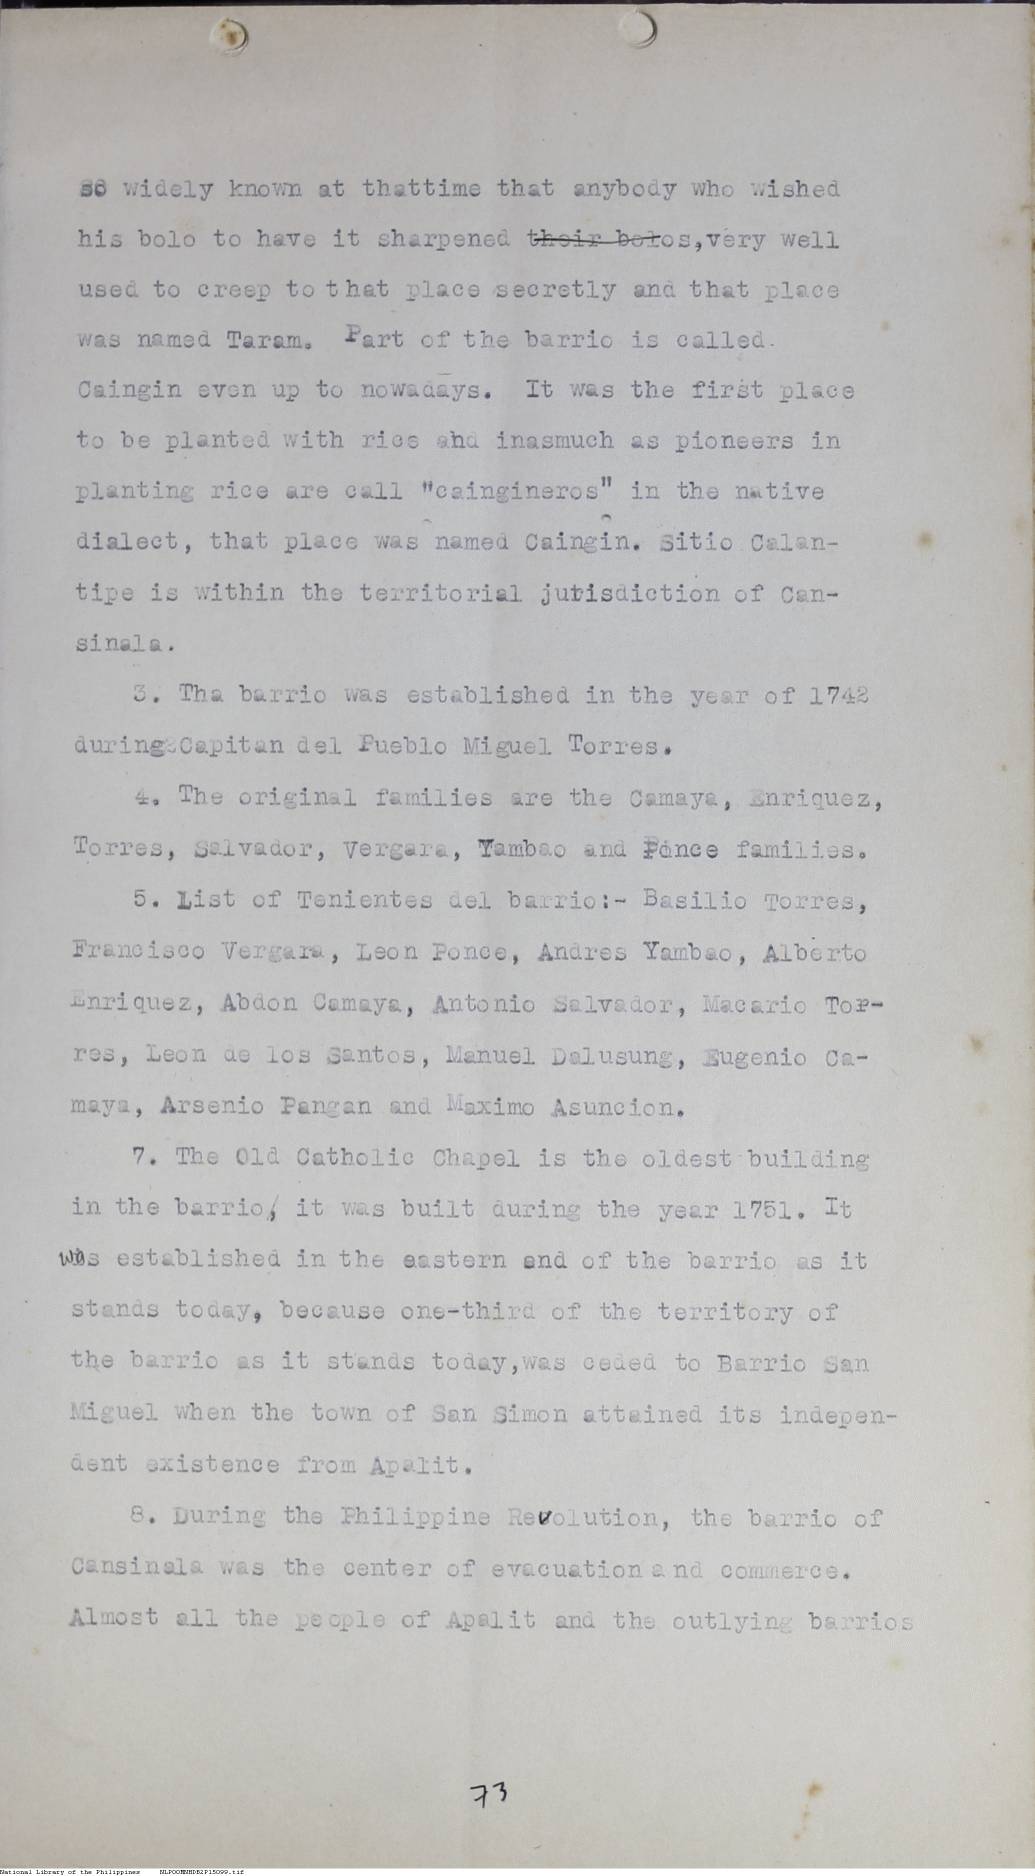 so widely known at thattime that anybody who wished
his bolo to have it sharpened their bolos,very well
used to creep to that place secretly and that place
was named Taram. Part of the barrio is called.
Caingin even up to nowadays. It was the first place
to be planted with rice ahd inasmuch as pioneers in
planting rice are call "caingineros" in the native
dialect, that place was named Caingin. Sitio Calan-
tipe is within the territorial jurisdiction of Can-
sinala.
3. Tha barrio was established in the year of 1742
during Capitan del Pueblo Miguel Torres.
4. The original families are the Camaya, Enriquez,
Torres, Salvador, Vergara, Yambao and Ponce families.
5. List of Tenientes del barrio:- Basilio Torres,
Francisco Vergara, Leon Ponce, Andres Yambao, Alberto
Enriquez, Abdon Camaya, Antonio Salvador, Macario Tor-
res, Leon de los Santos, Manuel Dalusung, Eugenio Ca-
maya, Arsenio Pangan and Maximo Asuncion.
7. The Old Catholic Chapel is the oldest building
in the barrio, it was built during the year 1751. It
was established in the eastern end of the barrio as it
stands today, because one-third of the territory of
the barrio as it stands today,was ceded to Barrio San
Miguel when the town of San Simon attained its indepen-
dent existence from Apalit.
8. During the Philippine Revolution, the barrio of
Cansinala was the center of evacuation and commerce.
Almost all the people of Apalit and the outlying barrios
73
National Library of the Philippines NLPOOMNHDB2P15099.tif